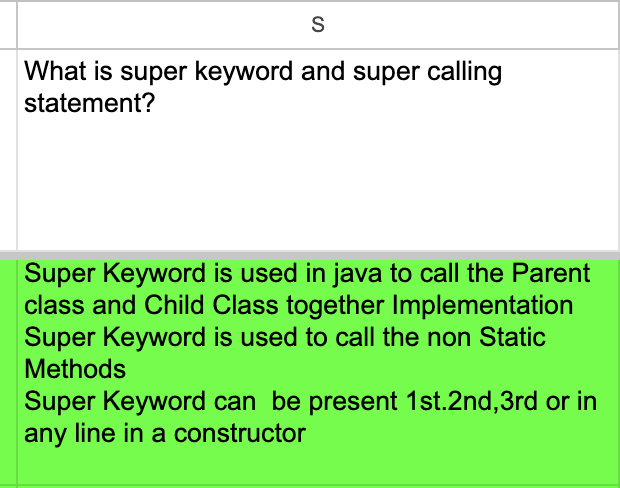 S
What is super keyword and super calling
statement?
Super Keyword is used in java to call the Parent
class and Child Class together Implementation
Super Keyword is used to call the non Static
Methods
Super Keyword can  be present 1st.2nd,3rd or in
any line in a constructor